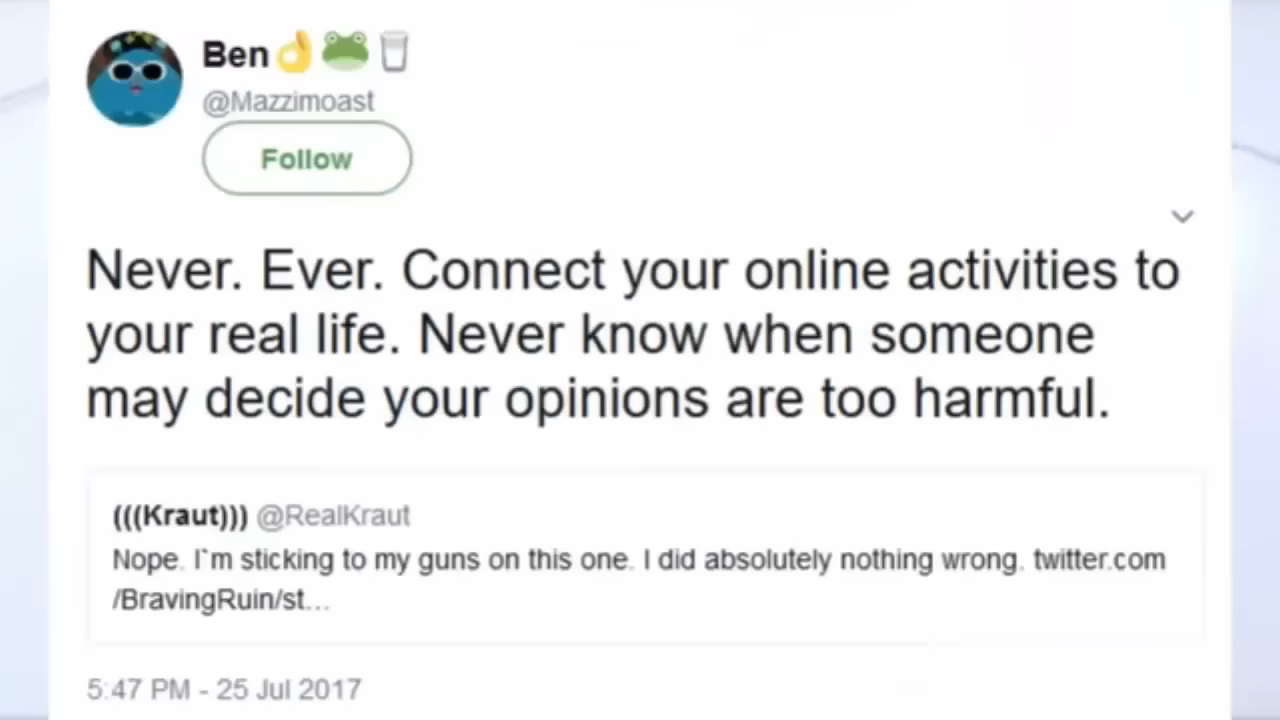 Ben👌🐸🥛
@Mazzimoast
Follow
Never. Ever. Connect your online activities to
your real life. Never know when someone
may decide your opinions are too harmful.
(((Kraut))) @RealKraut
Nope. I`m sticking to my guns on this one. I did absolutely nothing wrong. twitter.com
/BravingRuin/st...
5:47 PM - 25 Jul 2017